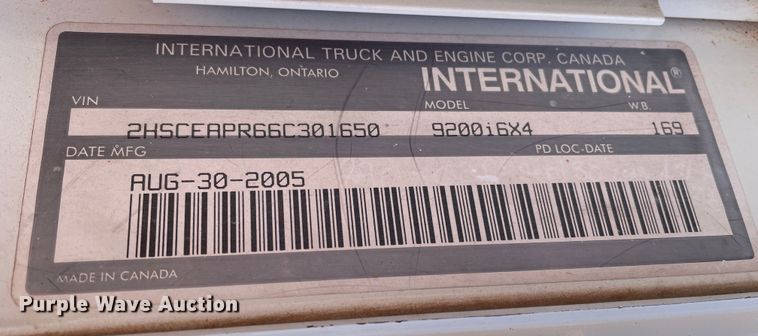 INTERNATIONAL TRUCK AND ENGINE CORP. CANADA
HAMILTON, ONTARIO
INTERNATIONAL®
VIN MODEL W.B.
2HSCEAPR66C301650 9200i6X4 169
DATE MFG PD LOC-DATE
AUG-30-2005
MADE IN CANADA
Purple Wave Auction